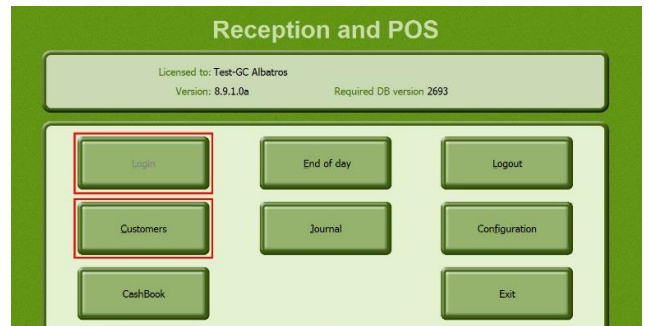 Reception and POS
Licensed to: Test-GC Albatros
Version: 8.9.1.0a Required DB version 2693
Login End of day Logout
Customers Journal Configuration
CashBook Exit